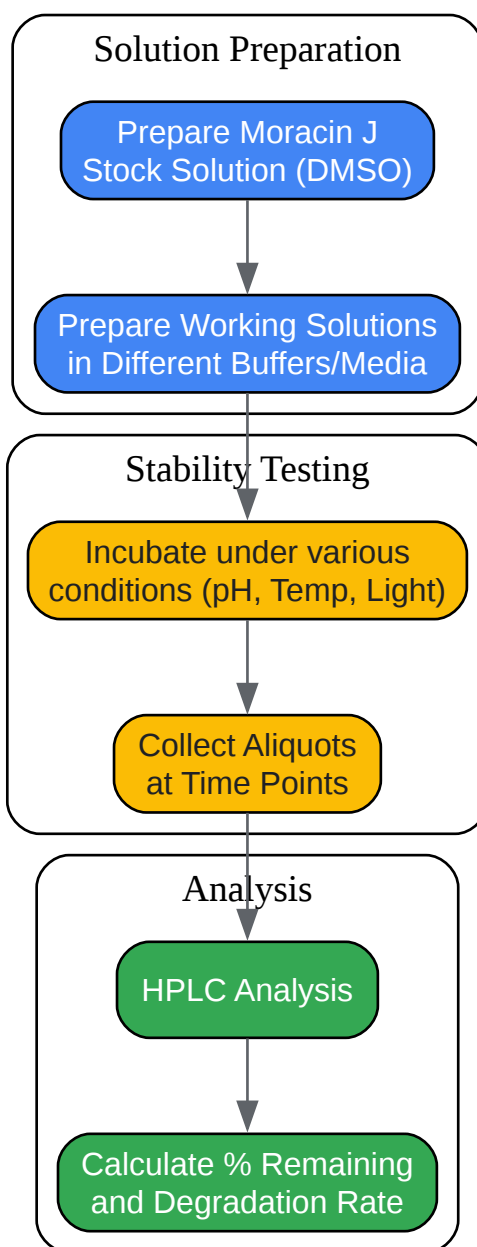 Solution Preparation
Prepare Moracin J
Stock Solution (DMSO)
Prepare Working Solutions
in Different Buffers/Media
Stability Testing
Incubate under various
conditions (pH, Temp, Light)
Collect Aliquots
at Time Points
Analysis
HPLC Analysis
Calculate % Remaining
and Degradation Rate